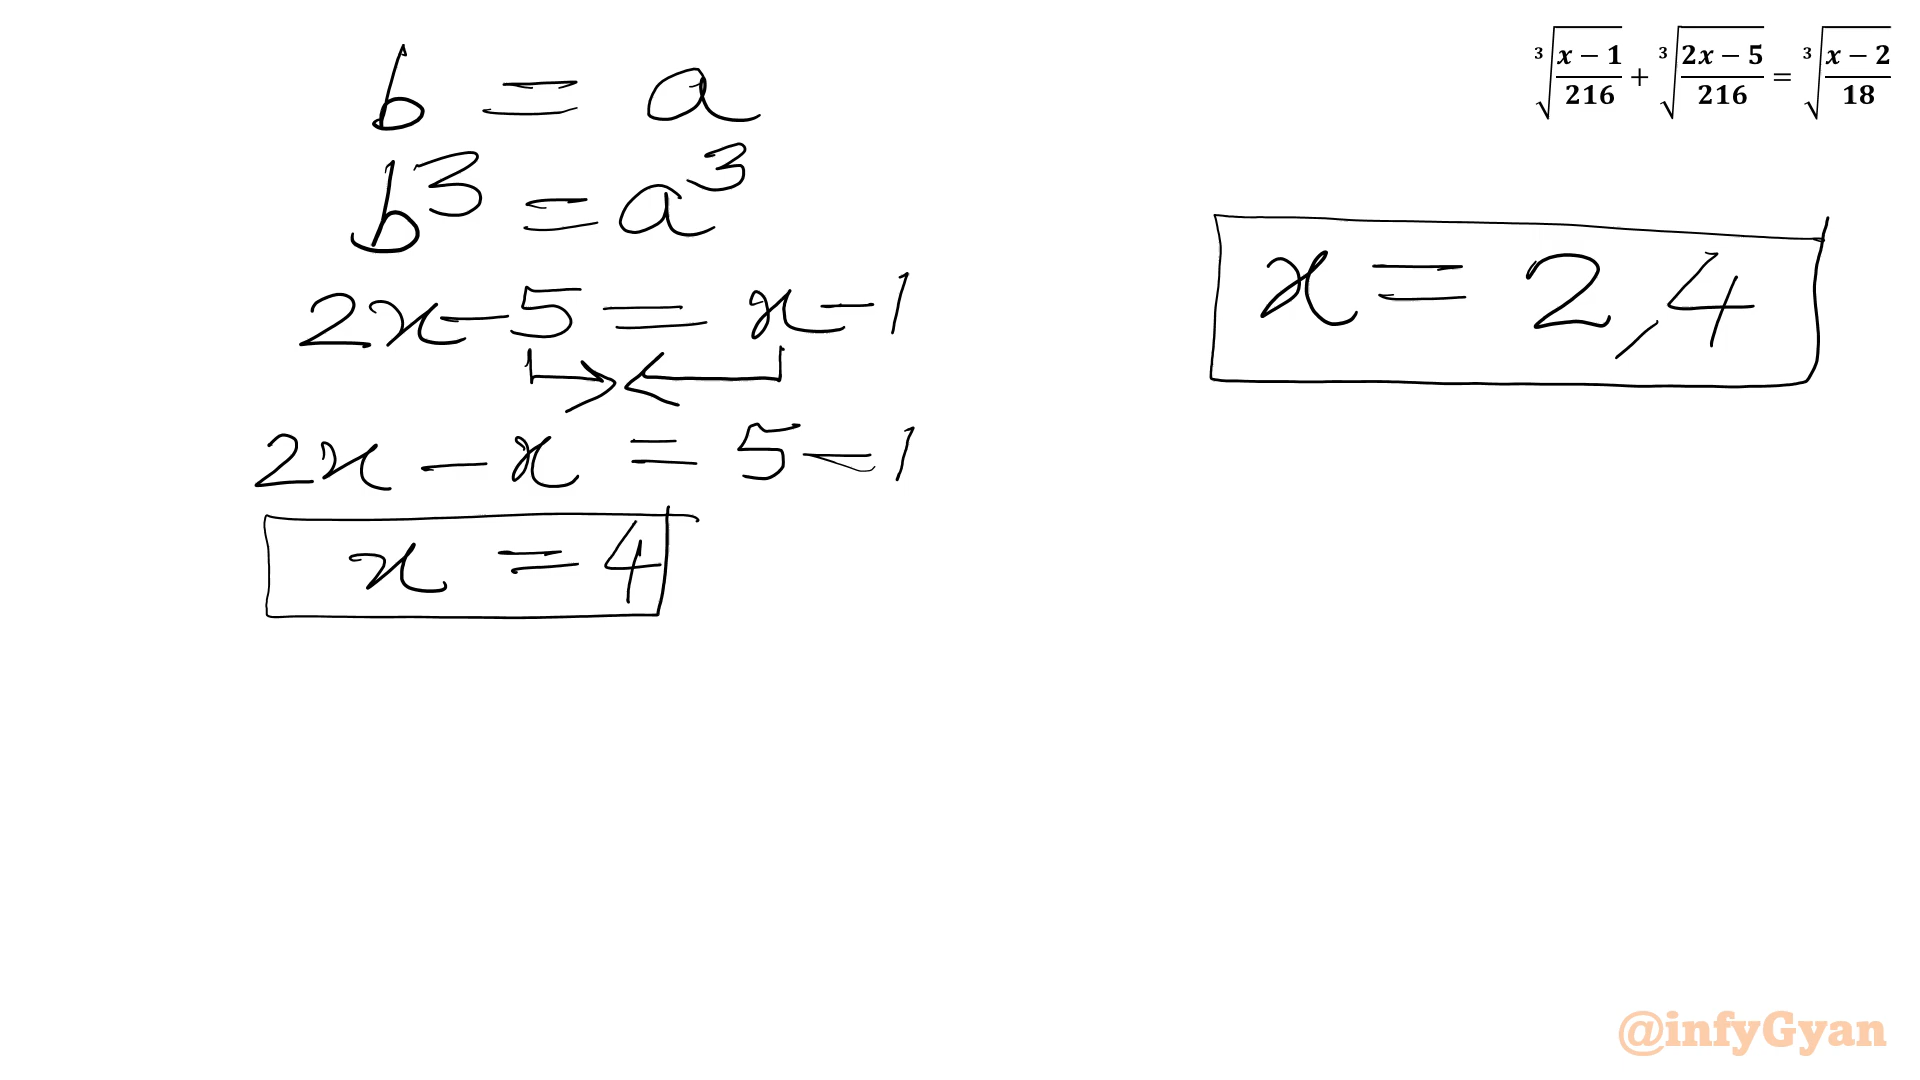 b = a
b³ = a³
2x - 5 = x - 1
2x - x = 5 - 1
x = 4
∛((x − 1)/216) + ∛((2x − 5)/216) = ∛((x − 2)/18)
x = 2, 4
@infyGyan